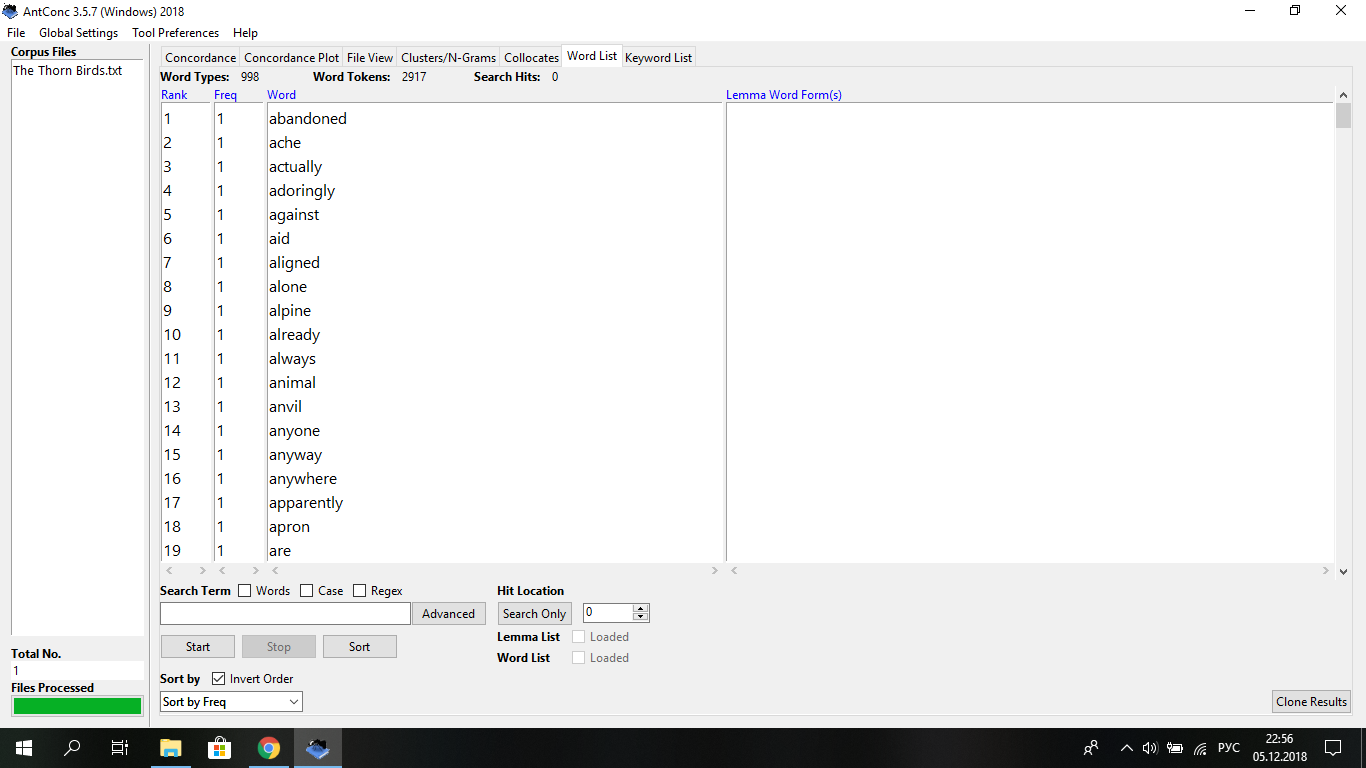 AntConc 3.5.7 (Windows) 2018
File Global Settings Tool Preferences Help
Corpus Files
The Thorn Birds.txt
Total No.
1
Files Processed
Concordance Concordance Plot File View Clusters/N-Grams Collocates Word List Keyword List
Word Types: 998 Word Tokens: 2917 Search Hits: 0
Rank Freq Word Lemma Word Form(s)
1 1 abandoned
2 1 ache
3 1 actually
4 1 adoringly
5 1 against
6 1 aid
7 1 aligned
8 1 alone
9 1 alpine
10 1 already
11 1 always
12 1 animal
13 1 anvil
14 1 anyone
15 1 anyway
16 1 anywhere
17 1 apparently
18 1 apron
19 1 are
Search Term Words Case Regex Hit Location
Advanced Search Only 0
Lemma List Loaded
Start Stop Sort
Word List Loaded
Sort by Invert Order
Sort by Freq
Clone Results
РУС
22:56
05.12.2018